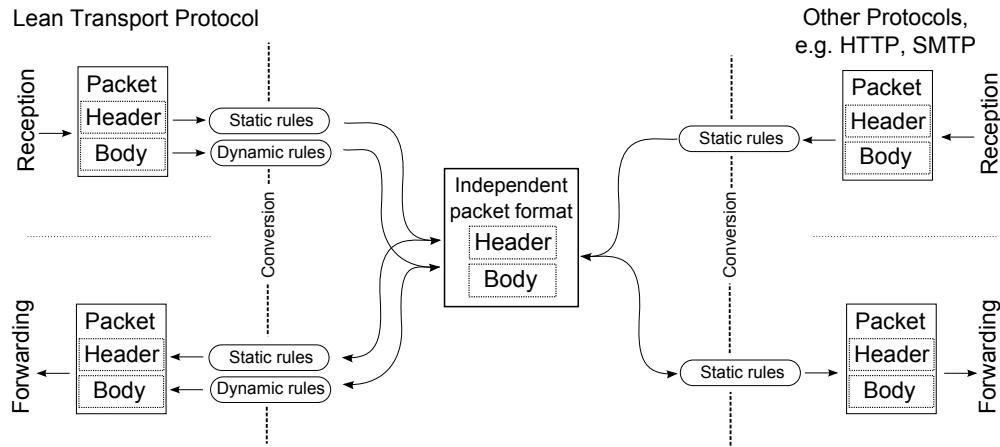 Lean Transport Protocol
Other Protocols,
e.g. HTTP, SMTP
Reception
Packet
Header
Body
Static rules
Dynamic rules
Conversion
Independent
packet format
Header
Body
Static rules
Conversion
Packet
Header
Body
Reception
Forwarding
Packet
Header
Body
Static rules
Dynamic rules
Static rules
Packet
Header
Body
Forwarding